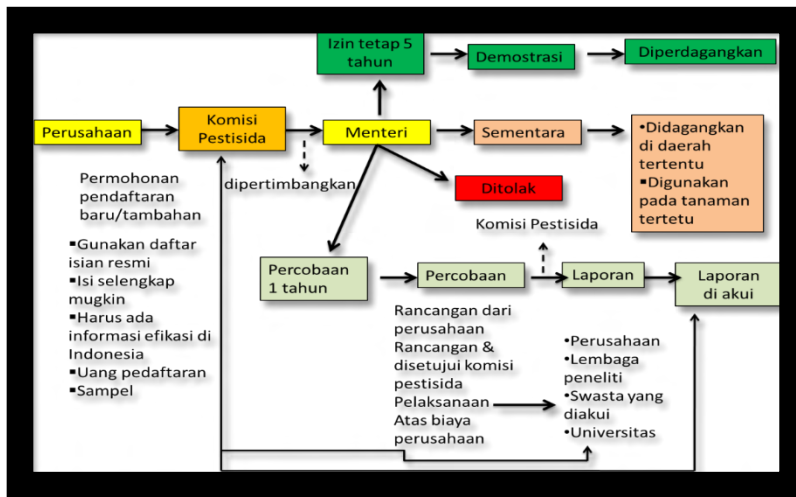 Izin tetap 5
tahun
Demostrasi
Diperdagangkan
Perusahaan
Komisi
Pestisida
Menteri
Sementara
•Didagangkan
di daerah
tertentu
▪Digunakan
pada tanaman
tertetu
dipertimbangkan
Ditolak
Permohonan
pendaftaran
baru/tambahan
▪Gunakan daftar
isian resmi
▪Isi selengkap
mugkin
▪Harus ada
informasi efikasi di
Indonesia
▪Uang pedaftaran
▪Sampel
Komisi Pestisida
Percobaan
1 tahun
Percobaan
Laporan
Laporan
di akui
Rancangan dari
perusahaan
Rancangan &
disetujui komisi
pestisida
Pelaksanaan
Atas biaya
perusahaan
•Perusahaan
•Lembaga
peneliti
•Swasta yang
diakui
•Universitas